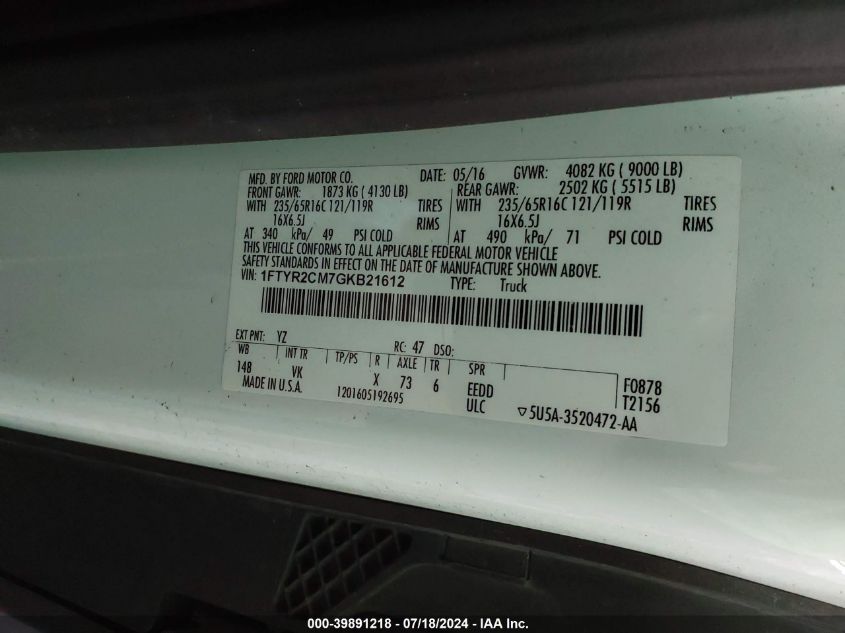 MFD. BY FORD MOTOR CO. DATE: 05/16 GVWR: 4082 KG ( 9000 LB)
FRONT GAWR: 1873 KG ( 4130 LB) REAR GAWR: 2502 KG ( 5515 LB)
WITH 235/65R16C 121/119R TIRES WITH 235/65R16C 121/119R TIRES
16X6.5J RIMS 16X6.5J RIMS
AT 340 kPa/ 49 PSI COLD AT 490 kPa/ 71 PSI COLD
THIS VEHICLE CONFORMS TO ALL APPLICABLE FEDERAL MOTOR VEHICLE
SAFETY STANDARDS IN EFFECT ON THE DATE OF MANUFACTURE SHOWN ABOVE.
VIN: 1FTYR2CM7GKB21612 TYPE: Truck
EXT PNT: YZ RC: 47 DSO:
WB INT TR TP/PS R AXLE TR SPR
148 VK X 73 6 EEDD F0878
MADE IN U.S.A. 1201605192695 ULC ▽5U5A-3520472-AA T2156
000-39891218 - 07/18/2024 - IAA Inc.